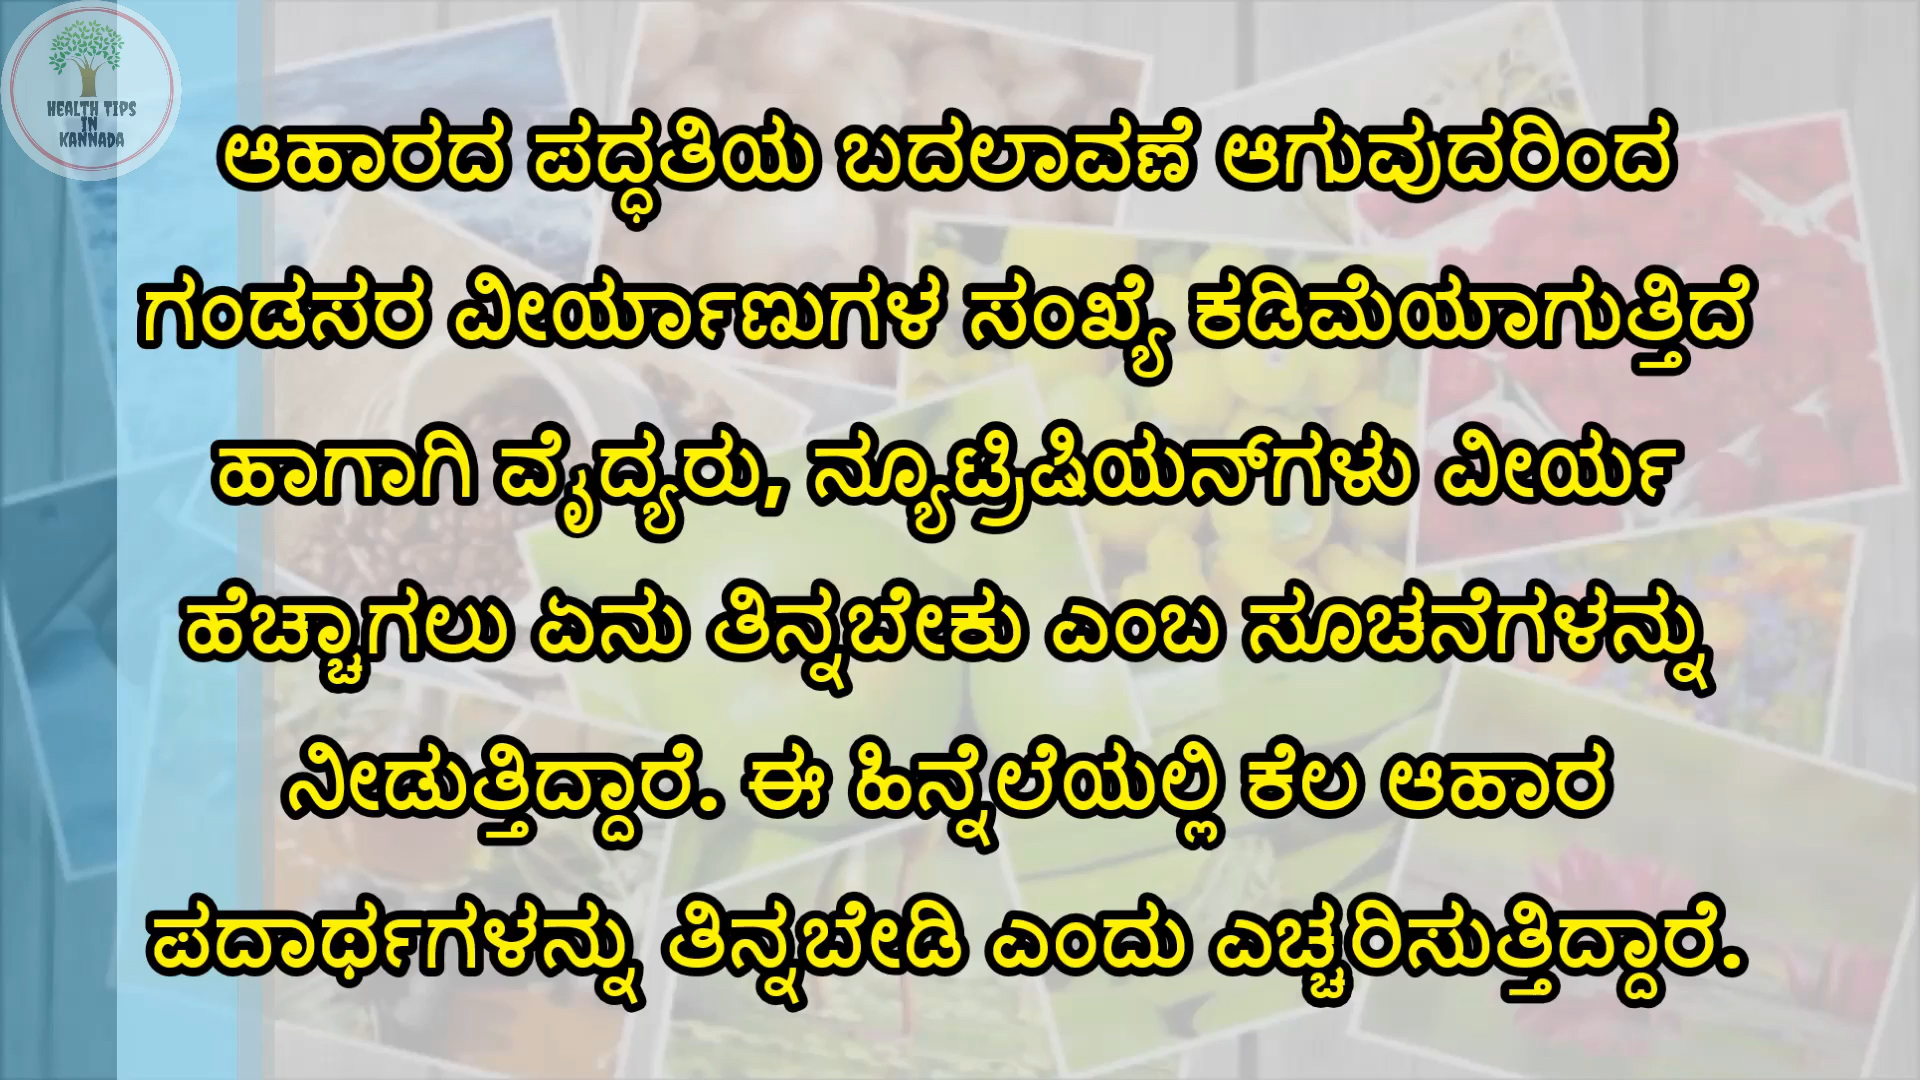 HEALTH TIPS
IN
KANNADA
ಆಹಾರದ ಪದ್ಧತಿಯ ಬದಲಾವಣೆ ಆಗುವುದರಿಂದ
ಗಂಡಸರ ವೀರ್ಯಾಣುಗಳ ಸಂಖ್ಯೆ ಕಡಿಮೆಯಾಗುತ್ತಿದೆ
ಹಾಗಾಗಿ ವೈದ್ಯರು, ನ್ಯೂಟ್ರಿಷಿಯನ್‌ಗಳು ವೀರ್ಯ
ಹೆಚ್ಚಾಗಲು ಏನು ತಿನ್ನಬೇಕು ಎಂಬ ಸೂಚನೆಗಳನ್ನು
ನೀಡುತ್ತಿದ್ದಾರೆ. ಈ ಹಿನ್ನೆಲೆಯಲ್ಲಿ ಕೆಲ ಆಹಾರ
ಪದಾರ್ಥಗಳನ್ನು ತಿನ್ನಬೇಡಿ ಎಂದು ಎಚ್ಚರಿಸುತ್ತಿದ್ದಾರೆ.